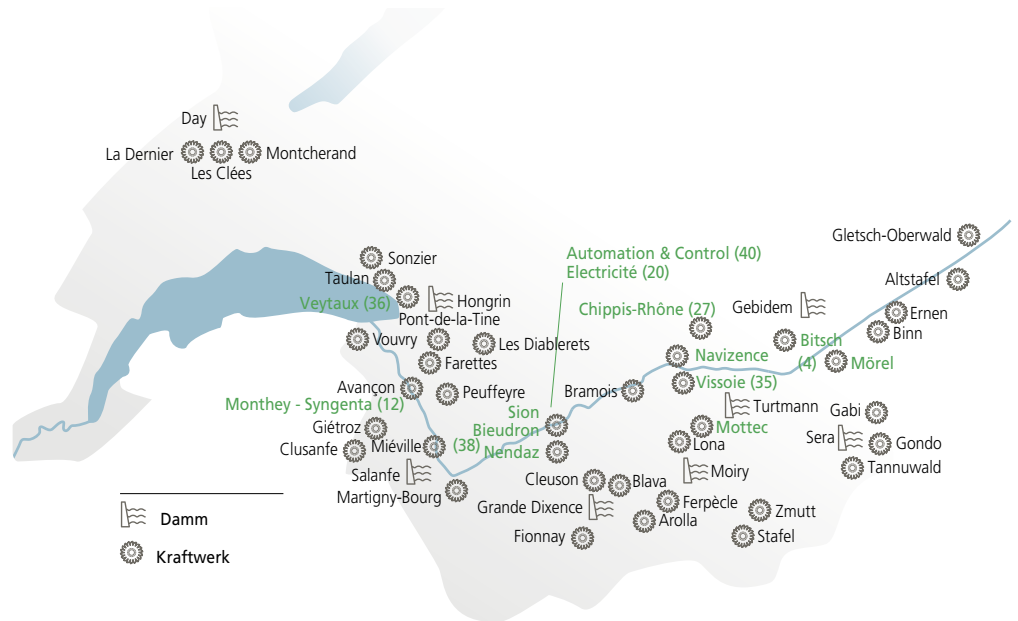 Day
La Dernier
Montcherand
Les Clées
Gletsch-Oberwald
Automation & Control (40)
Electricité (20)
Sonzier
Taulan
Altstafel
Veytaux (36)
Hongrin
Chippis-Rhône (27)
Gebidem
Pont-de-la-Tine
Ernen
Vouvry
Les Diablerets
Bitsch
(4)
Binn
Farettes
Navizence
Mörel
Avançon
Peuffeyre
Bramois
Vissoie (35)
Monthey - Syngenta (12)
Sion
Turtmann
Gabi
Giétroz
Bieudron
Mottec
Clusanfe
Miéville
(38)
Nendaz
Lona
Sera
Gondo
Salanfe
Moiry
Tannuwald
Martigny-Bourg
Cleuson
Blava
Grande Dixence
Ferpècle
Zmutt
Arolla
Fionnay
Stafel
Damm
Kraftwerk